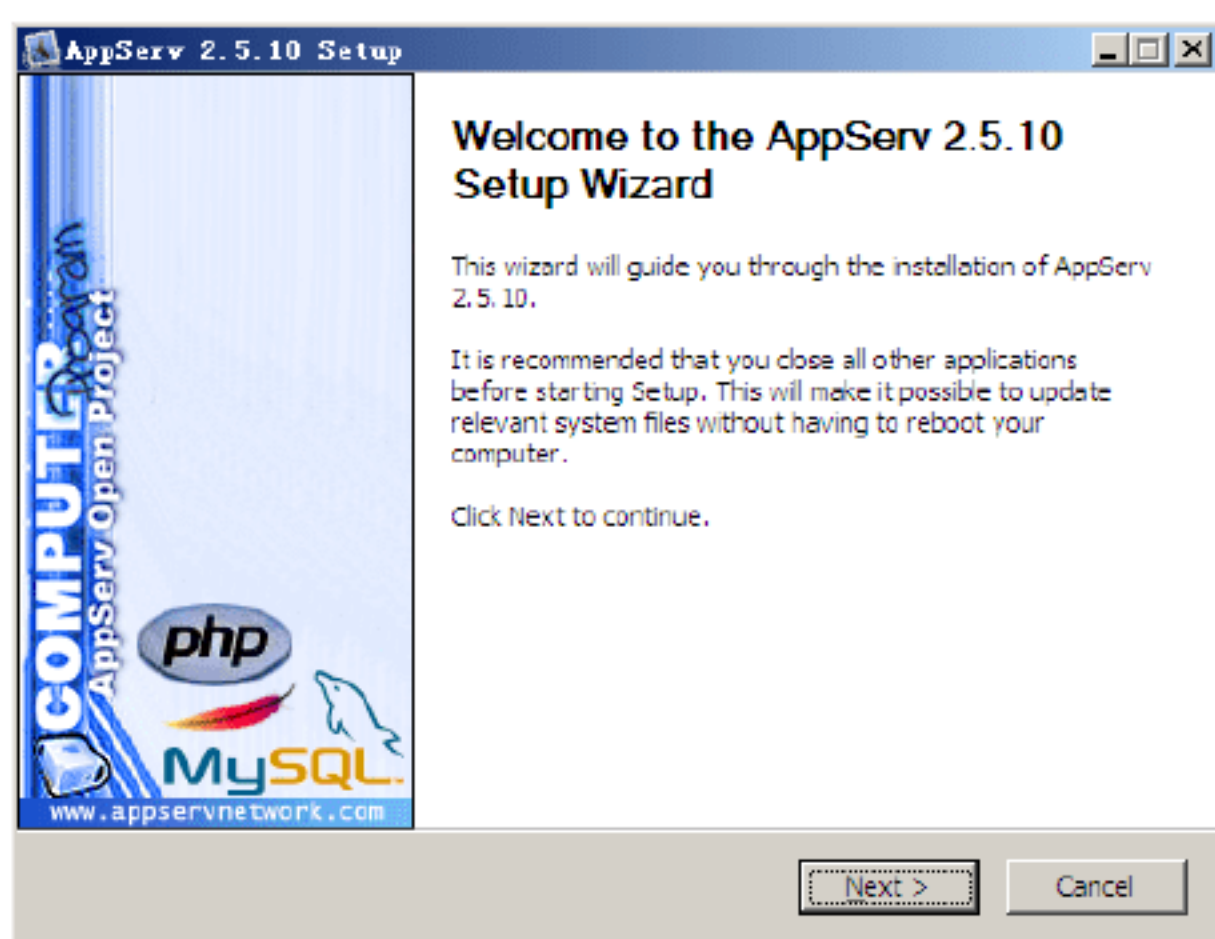 AppServ 2.5.10 Setup
Welcome to the AppServ 2.5.10
Setup Wizard
This wizard will guide you through the installation of AppServ
2.5.10.
It is recommended that you close all other applications
before starting Setup. This will make it possible to update
relevant system files without having to reboot your
computer.
Click Next to continue.
COMPUTER
Program
AppServ Open Project
php
MySQL
www.appservnetwork.com
Next >
Cancel